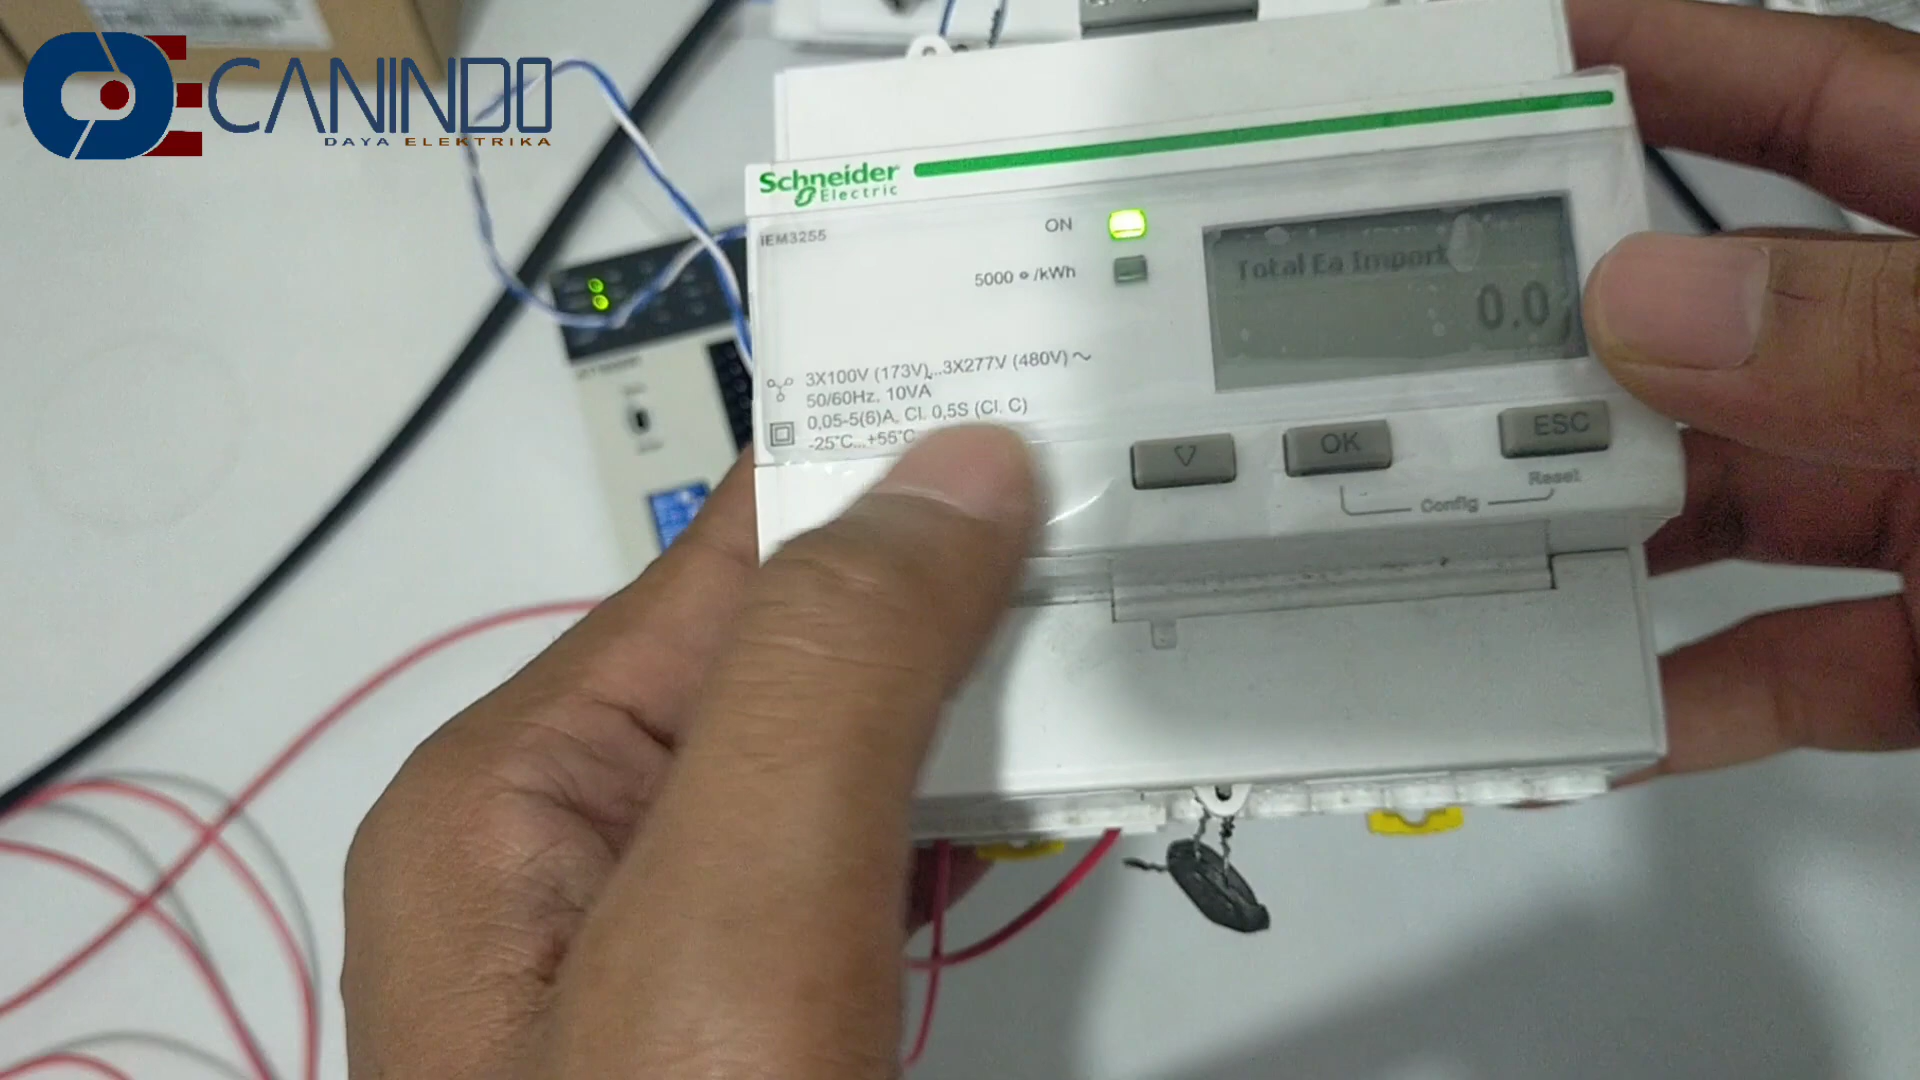 ECANINDO
DAYA ELEKTRIKA
Schneider
Electric
iEM3255
ON
5000 /kWh
Total Ea Import
0.0
3X100V (173V)...3X277V (480V) ~
50/60Hz, 10VA
0,05-5(6)A, Cl. 0,5S (Cl. C)
-25°C...+55°C
OK
ESC
Reset
Config